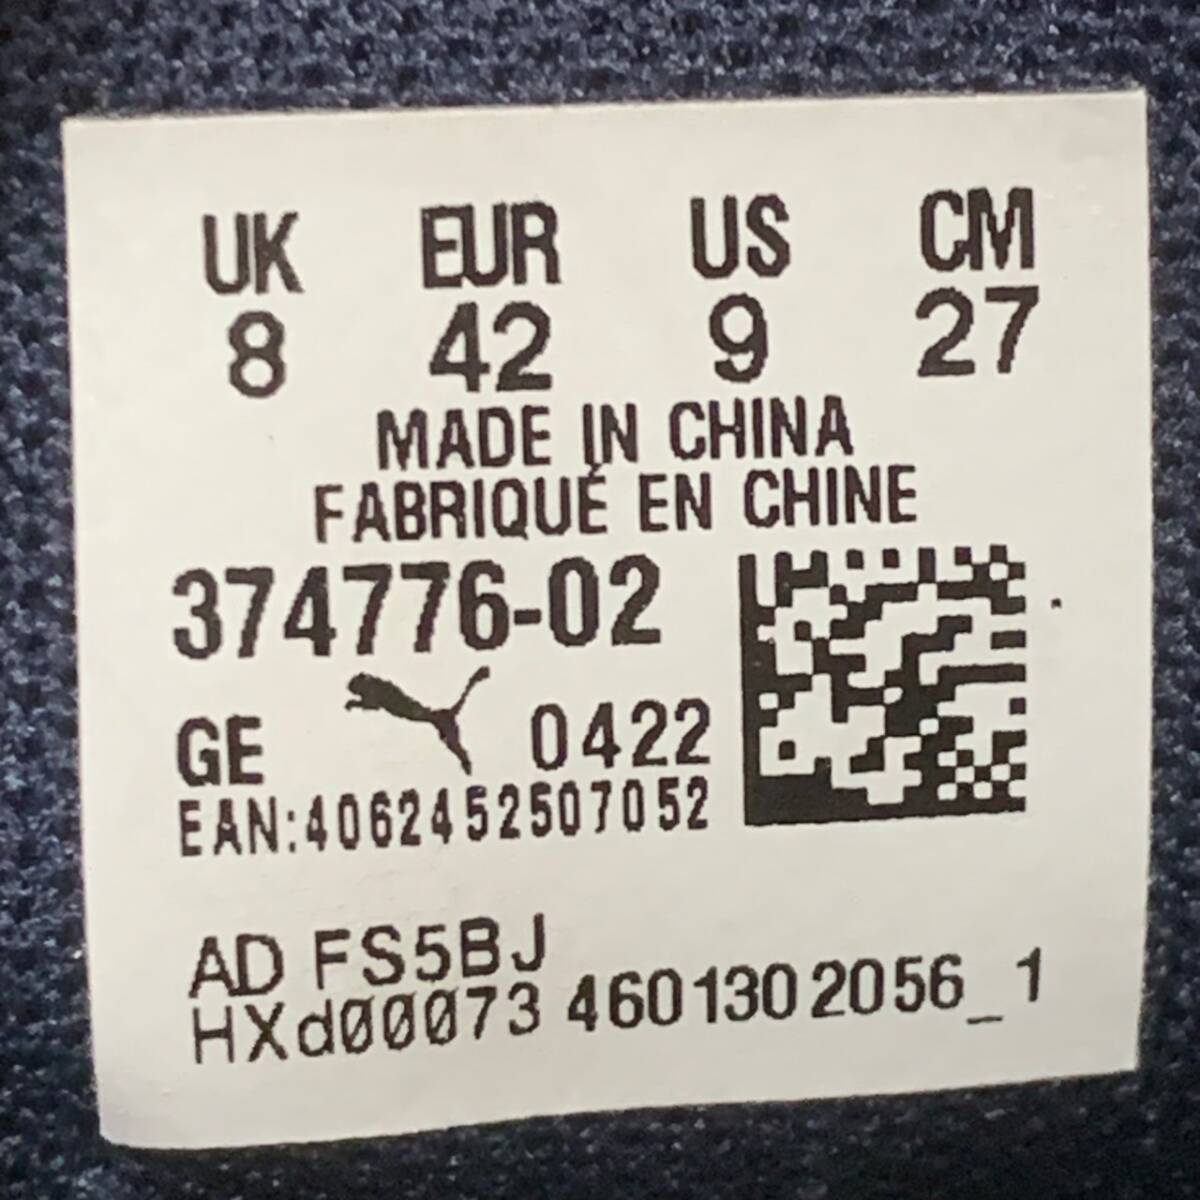 UK EUR US CM
8 42 9 27
MADE IN CHINA
FABRIQUÉ EN CHINE
374776-02
GE 0422
EAN:4062452507052
AD FS5BJ
HXd00073 4601302056_1